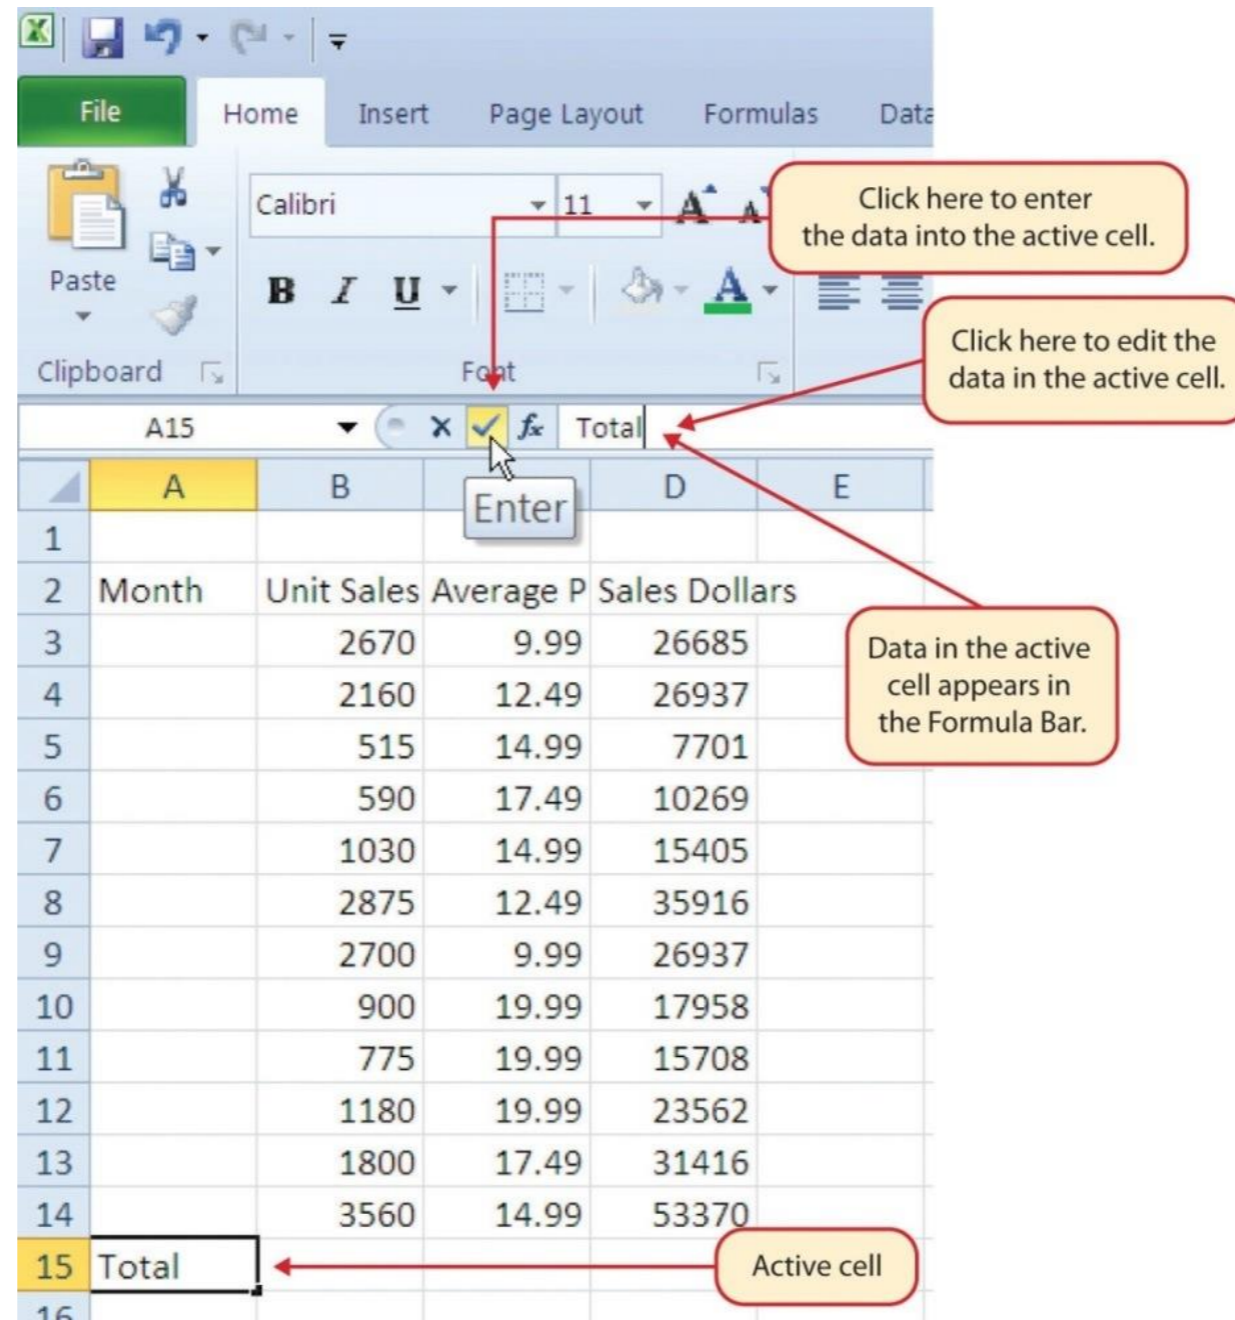 File Home Insert Page Layout Formulas Data
Calibri 11
Click here to enter
the data into the active cell.
Paste
B I U A
Click here to edit the
data in the active cell.
Clipboard Font
A15 fx Total
A B D E
Enter
1
2 Month Unit Sales Average P Sales Dollars
3 2670 9.99 26685
4 2160 12.49 26937
5 515 14.99 7701
6 590 17.49 10269
7 1030 14.99 15405
8 2875 12.49 35916
9 2700 9.99 26937
10 900 19.99 17958
11 775 19.99 15708
12 1180 19.99 23562
13 1800 17.49 31416
14 3560 14.99 53370
15 Total
16
Data in the active
cell appears in
the Formula Bar.
Active cell